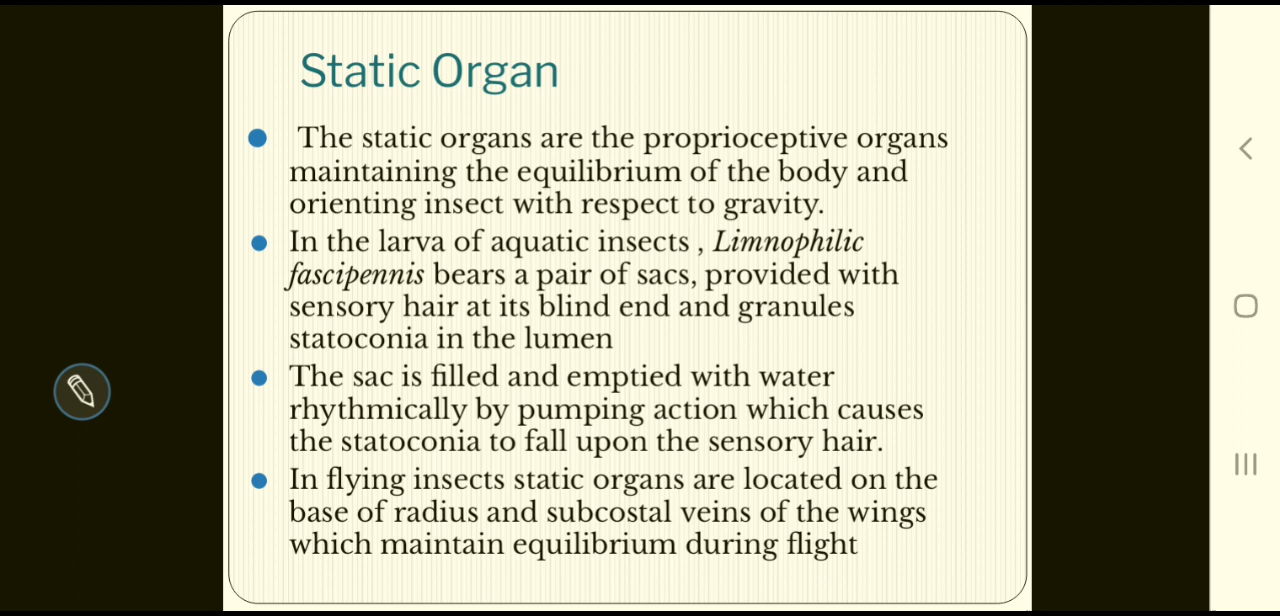 Static Organ
The static organs are the proprioceptive organs
maintaining the equilibrium of the body and
orienting insect with respect to gravity.
In the larva of aquatic insects , Limnophilic
fascipennis bears a pair of sacs, provided with
sensory hair at its blind end and granules
statoconia in the lumen
The sac is filled and emptied with water
rhythmically by pumping action which causes
the statoconia to fall upon the sensory hair.
In flying insects static organs are located on the
base of radius and subcostal veins of the wings
which maintain equilibrium during flight